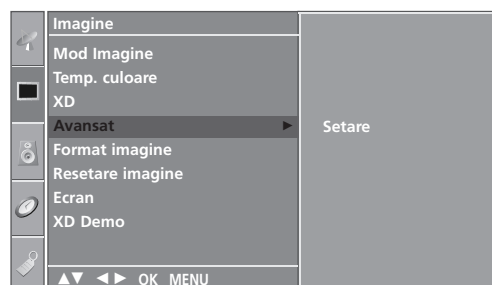 Imagine
Mod Imagine
Temp. culoare
XD
Avansat ▶ Setare
Format imagine
Resetare imagine
Ecran
XD Demo
▲▼ ◀▶ OK MENU